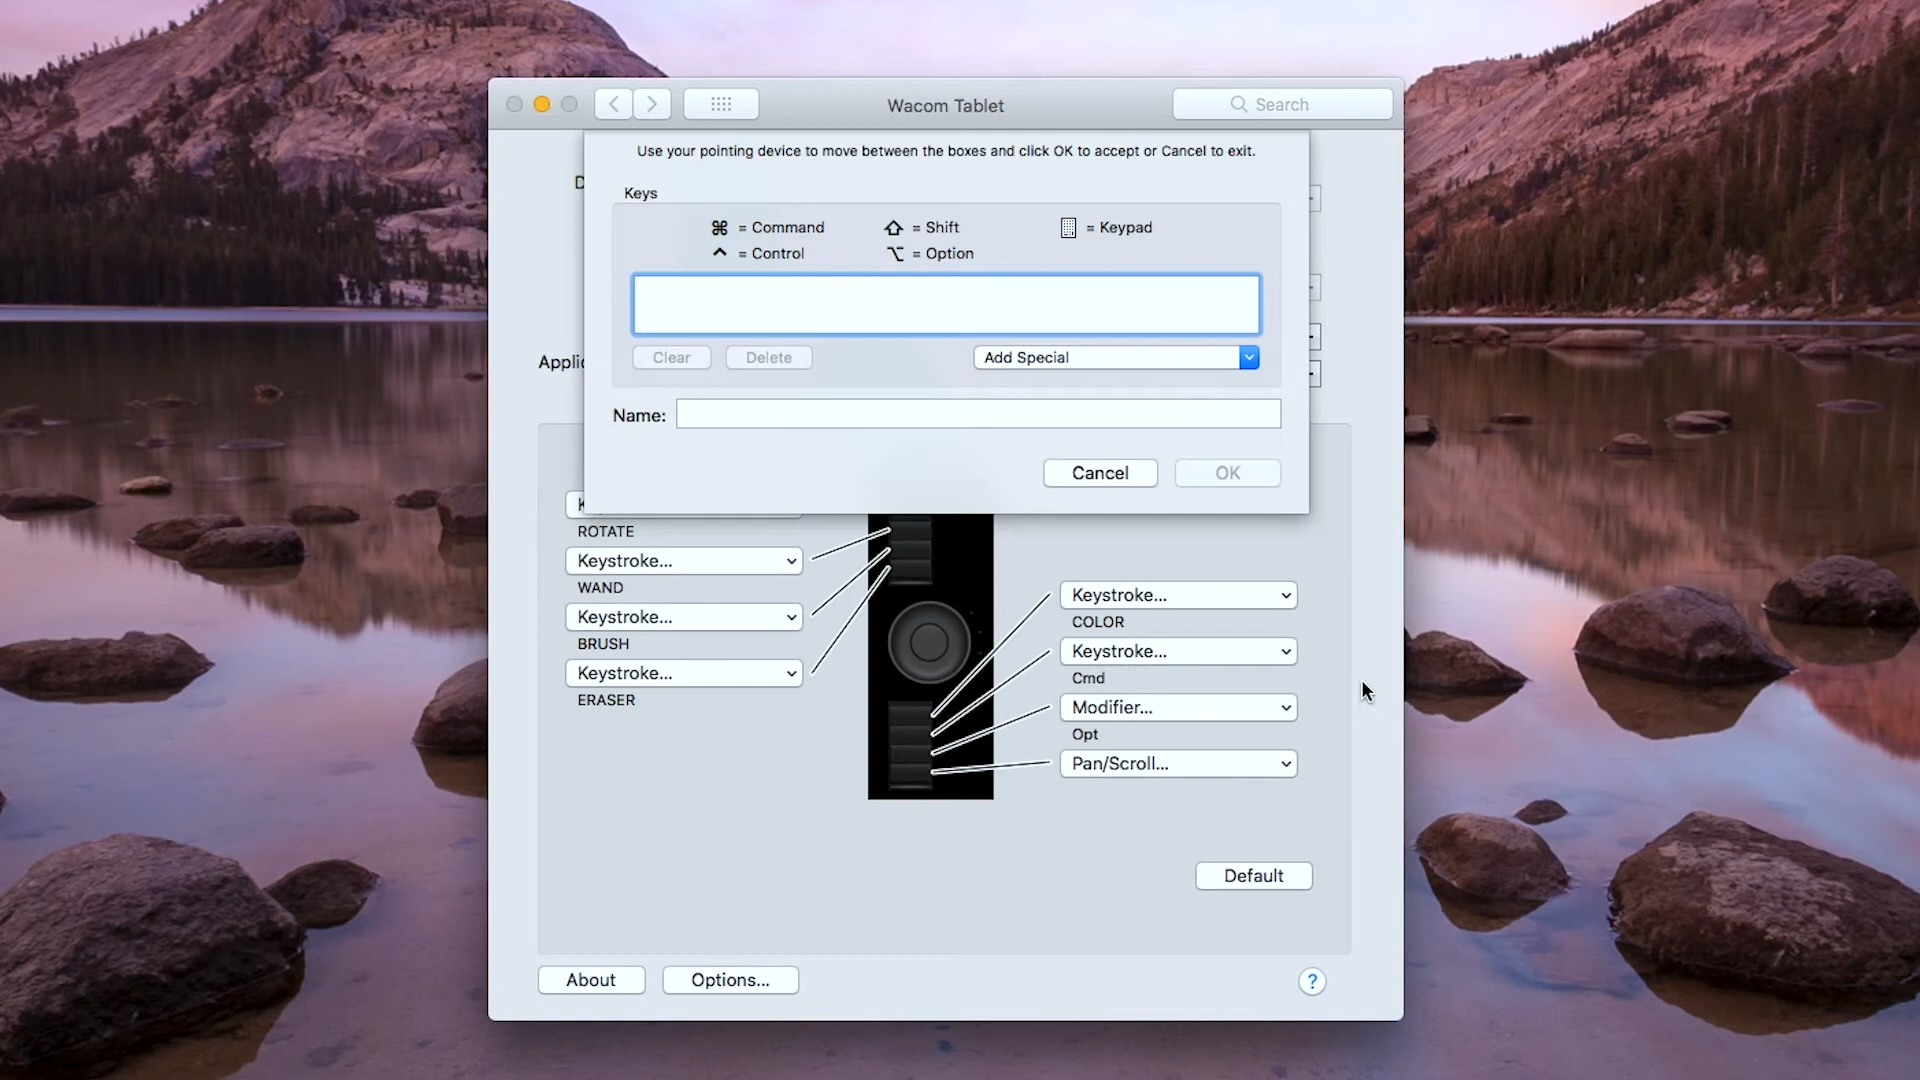 Wacom Tablet
Search
Use your pointing device to move between the boxes and click OK to accept or Cancel to exit.
Keys
⌘ = Command
⇧ = Shift
= Keypad
^ = Control
⌥ = Option
Clear
Delete
Add Special
Name:
Cancel
OK
ROTATE
Keystroke...
WAND
Keystroke...
BRUSH
Keystroke...
ERASER
Keystroke...
COLOR
Keystroke...
Cmd
Modifier...
Opt
Pan/Scroll...
Default
About
Options...
?